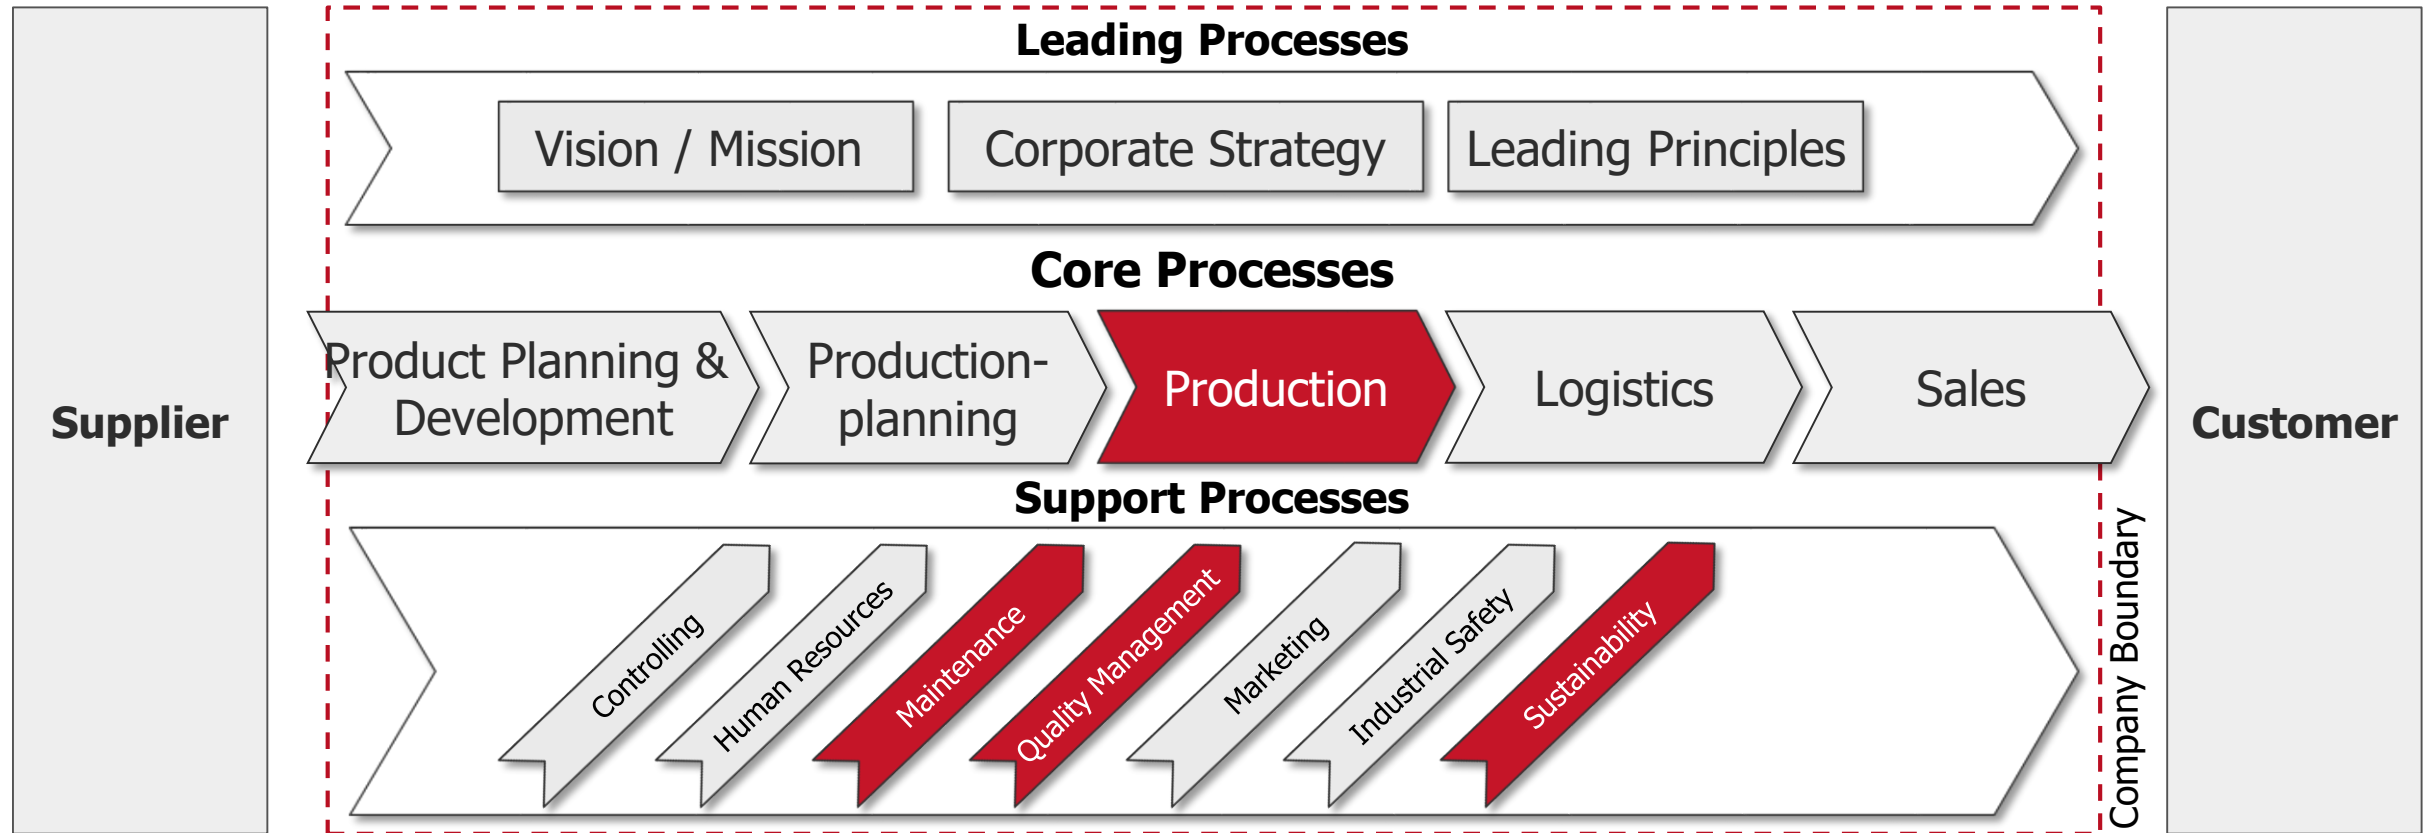 Leading Processes
Vision / Mission
Corporate Strategy
Leading Principles
Core Processes
Product Planning &
Development
Production-
planning
Production
Logistics
Sales
Supplier
Customer
Support Processes
Controlling
Human Resources
Maintenance
Quality Management
Marketing
Industrial Safety
Sustainability
Company Boundary